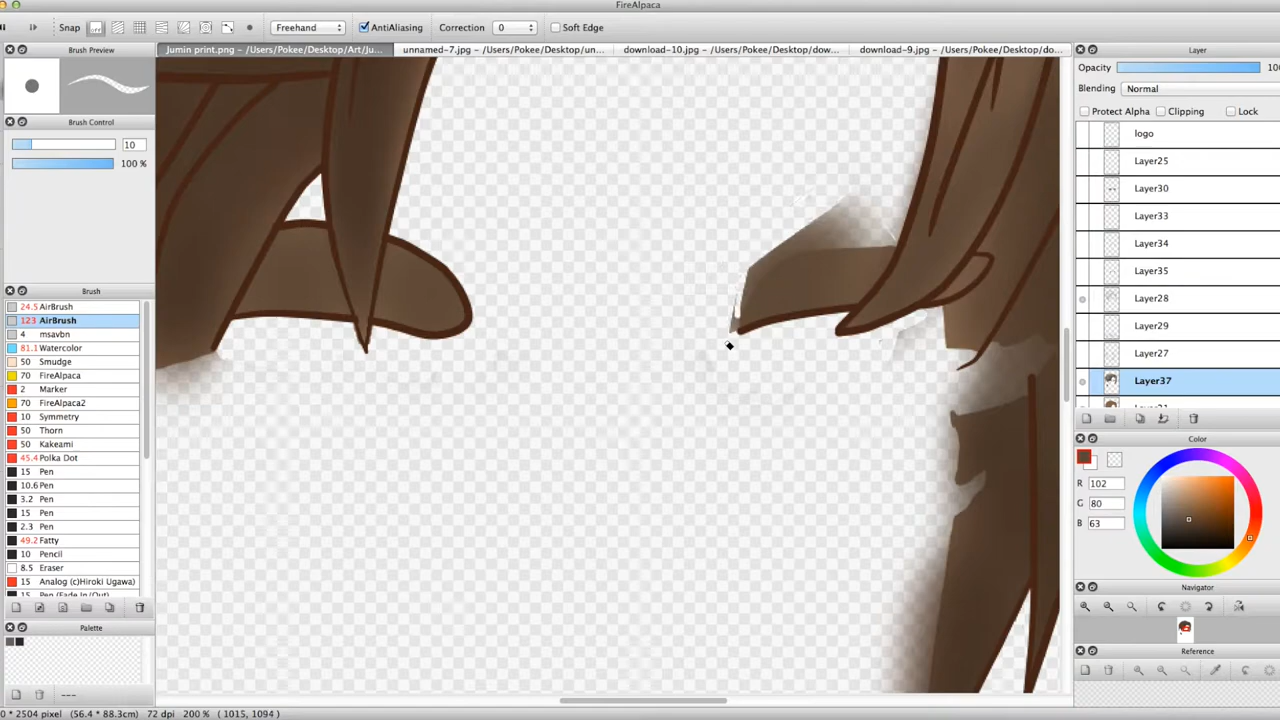 FireAlpaca
Snap
Freehand
AntiAliasing
Correction
0
Soft Edge
Brush Preview
Jumin print.png - /Users/Pokee/Desktop/Art/Ju...
unnamed-7.jpg - /Users/Pokee/Desktop/un...
download-10.jpg - /Users/Pokee/Desktop/dow...
download-9.jpg - /Users/Pokee/Desktop/do...
Layer
Opacity
100
Blending
Normal
Protect Alpha
Clipping
Lock
Brush Control
10
100 %
logo
Layer25
Layer30
Layer33
Layer34
Layer35
Layer28
Layer29
Layer27
Layer37
Brush
24.5 AirBrush
123 AirBrush
4 msavbn
81.1 Watercolor
50 Smudge
70 FireAlpaca
2 Marker
70 FireAlpaca2
10 Symmetry
50 Thorn
50 Kakeami
45.4 Polka Dot
15 Pen
10.6 Pen
3.2 Pen
15 Pen
2.3 Pen
49.2 Fatty
10 Pencil
8.5 Eraser
15 Analog (c)Hiroki Ugawa)
15 Pen (Fade In/Out)
Color
R 102
G 80
B 63
Navigator
Palette
---
Reference
0 * 2504 pixel (56.4 * 88.3cm) 72 dpi 200 % ( 1015, 1094 )